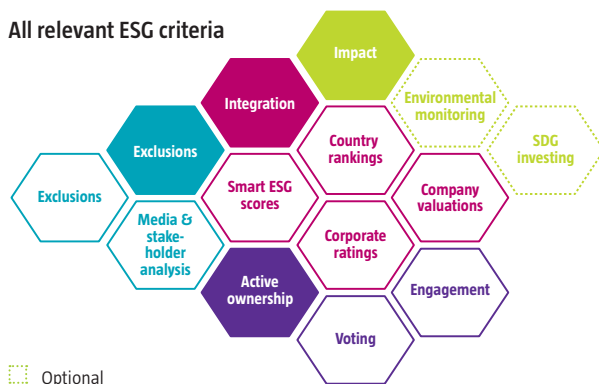 All relevant ESG criteria
Impact
Integration
Environmental
monitoring
Exclusions
Country
rankings
SDG
investing
Exclusions
Smart ESG
scores
Company
valuations
Media &
stake-
holder
analysis
Corporate
ratings
Active
ownership
Engagement
Voting
Optional